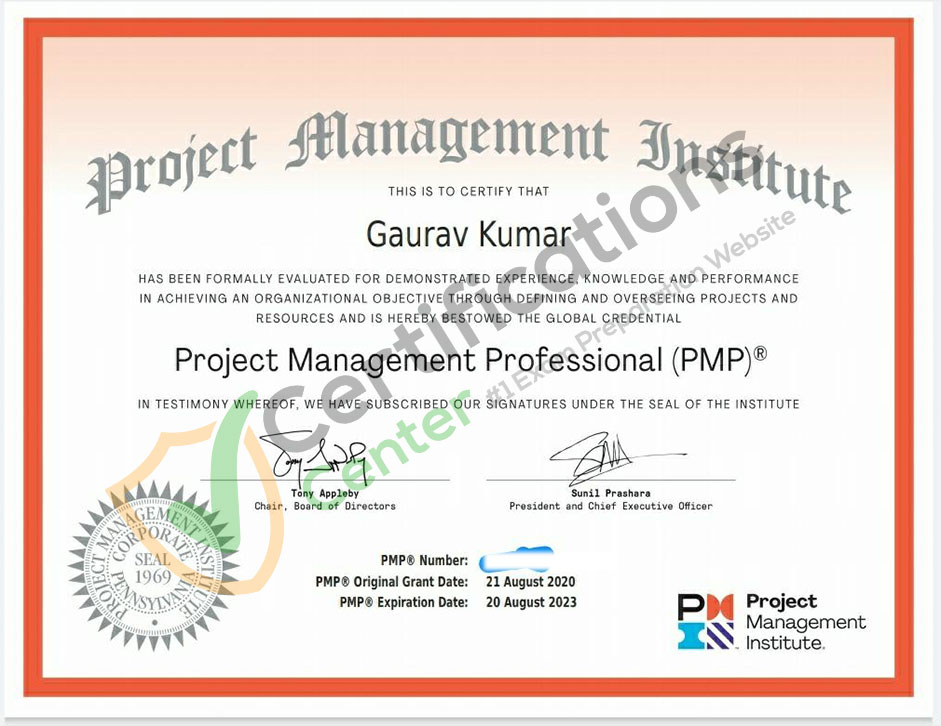 Project Management Institute
THIS IS TO CERTIFY THAT
Gaurav Kumar
HAS BEEN FORMALLY EVALUATED FOR DEMONSTRATED EXPERIENCE, KNOWLEDGE AND PERFORMANCE
IN ACHIEVING AN ORGANIZATIONAL OBJECTIVE THROUGH DEFINING AND OVERSEEING PROJECTS AND
RESOURCES AND IS HEREBY BESTOWED THE GLOBAL CREDENTIAL
Project Management Professional (PMP)®
IN TESTIMONY WHEREOF, WE HAVE SUBSCRIBED OUR SIGNATURES UNDER THE SEAL OF THE INSTITUTE
Certifications
Center
#1 Exam Preparation Website
Tony Appleby
Chair, Board of Directors
Sunil Prashara
President and Chief Executive Officer
PROJECT MANAGEMENT INSTITUTE
CORPORATE
SEAL
1969
PENNSYLVANIA
PMP® Number:
PMP® Original Grant Date: 21 August 2020
PMP® Expiration Date: 20 August 2023
Project
Management
Institute.